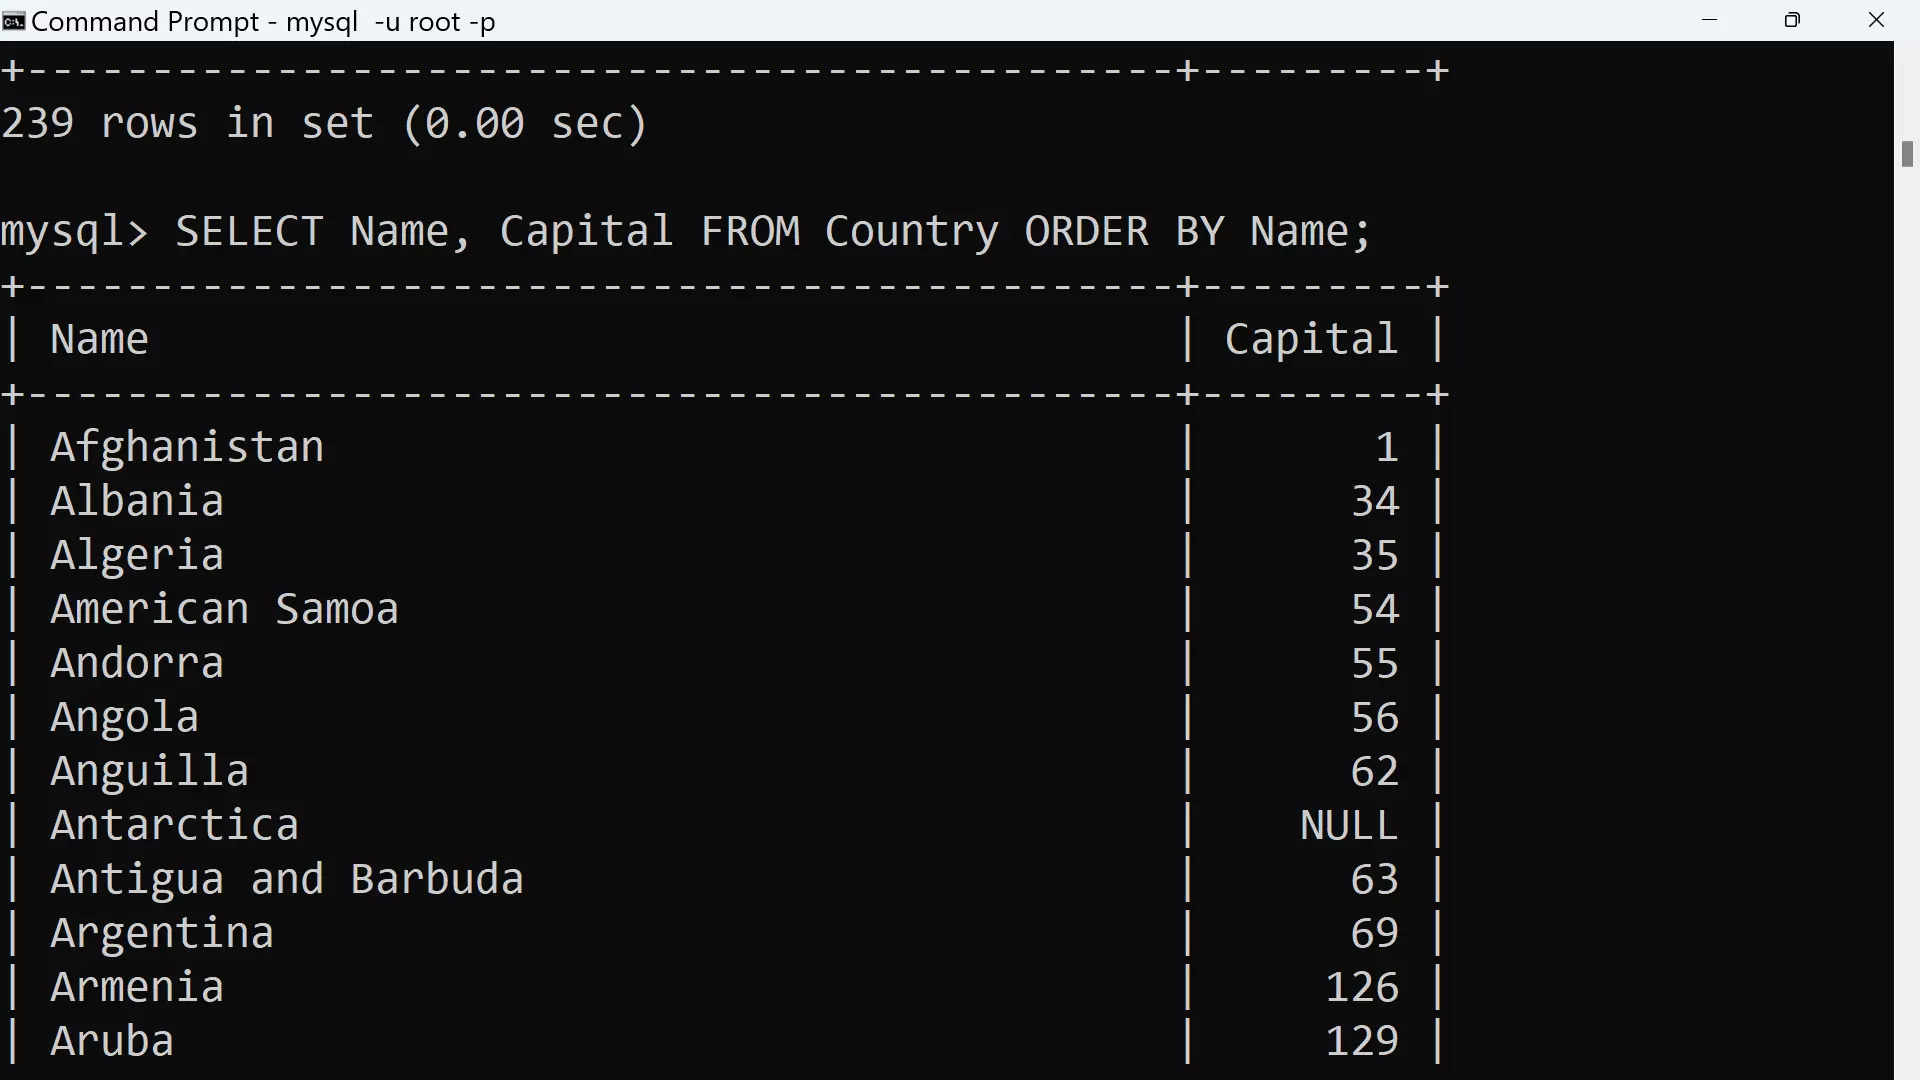 Command Prompt - mysql  -u root -p
+----------------------------------------------+---------+
239 rows in set (0.00 sec)
mysql> SELECT Name, Capital FROM Country ORDER BY Name;
+----------------------------------------------+---------+
| Name                                         | Capital |
+----------------------------------------------+---------+
| Afghanistan                                  |       1 |
| Albania                                      |      34 |
| Algeria                                      |      35 |
| American Samoa                               |      54 |
| Andorra                                      |      55 |
| Angola                                       |      56 |
| Anguilla                                     |      62 |
| Antarctica                                   |    NULL |
| Antigua and Barbuda                          |      63 |
| Argentina                                    |      69 |
| Armenia                                      |     126 |
| Aruba                                        |     129 |